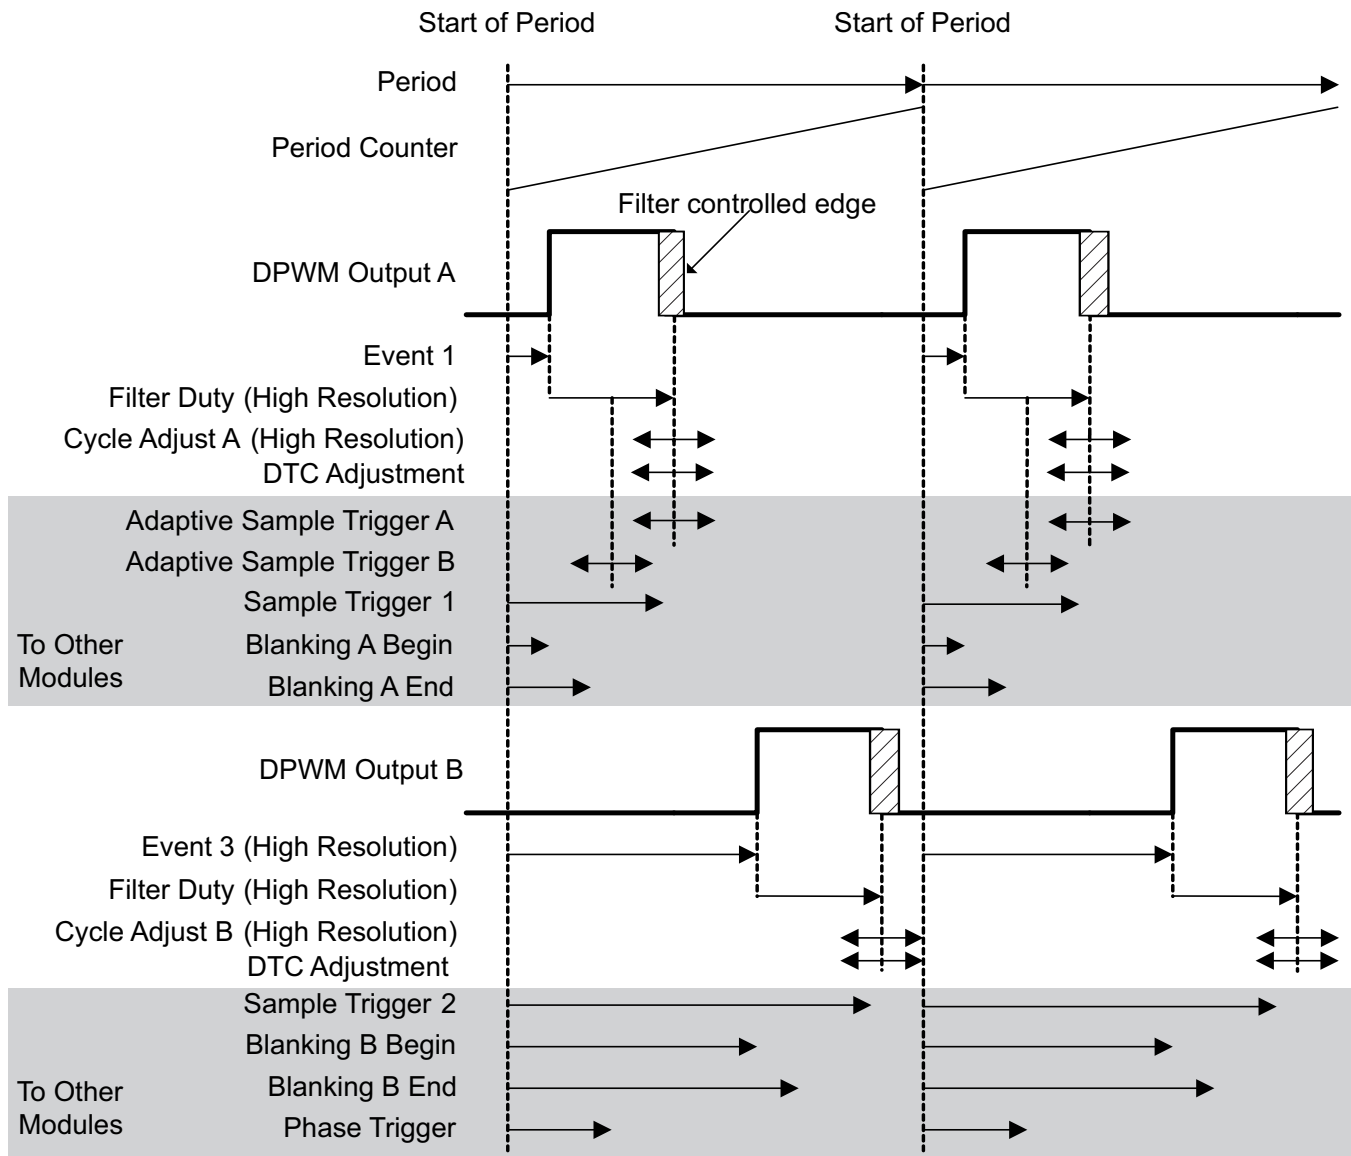 Start of Period
Start of Period
Period
Period Counter
Filter controlled edge
DPWM Output A
Event 1
Filter Duty (High Resolution)
Cycle Adjust A (High Resolution)
DTC Adjustment
Adaptive Sample Trigger A
Adaptive Sample Trigger B
Sample Trigger 1
To Other
Modules
Blanking A Begin
Blanking A End
DPWM Output B
Event 3 (High Resolution)
Filter Duty (High Resolution)
Cycle Adjust B (High Resolution)
DTC Adjustment
Sample Trigger 2
Blanking B Begin
To Other
Modules
Blanking B End
Phase Trigger